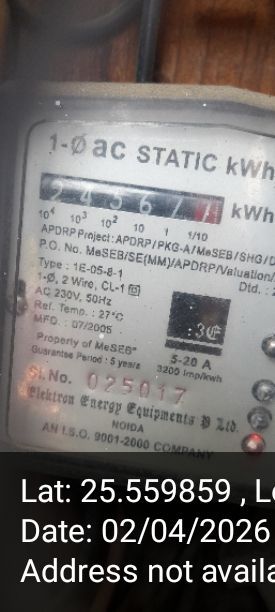 1-Ø ac STATIC kWh
2 4 5 6 7
kWh
10⁴ 10³ 10² 10 1 1/10
APDRP Project: APDRP/PKG-A/MeSEB/SHG/D
P.O. No. MeSEB/SE(MM)/APDRP/Valuation/
Dtd. :
Type : 1E-05-8-1
1-Ø, 2 Wire, CL-1
AC 230V, 50Hz
Ref. Temp. : 27°C
MFD. : 07/2005
Property of MeSEB
Guarantee Period : 5 years
5-20 A
3200 imp/kwh
Sl. No. 025017
Elektron Energy Equipments P Ltd.
NOIDA
AN I.S.O. 9001-2000 COMPANY
Lat: 25.559859 , Lo
Date: 02/04/2026
Address not availa